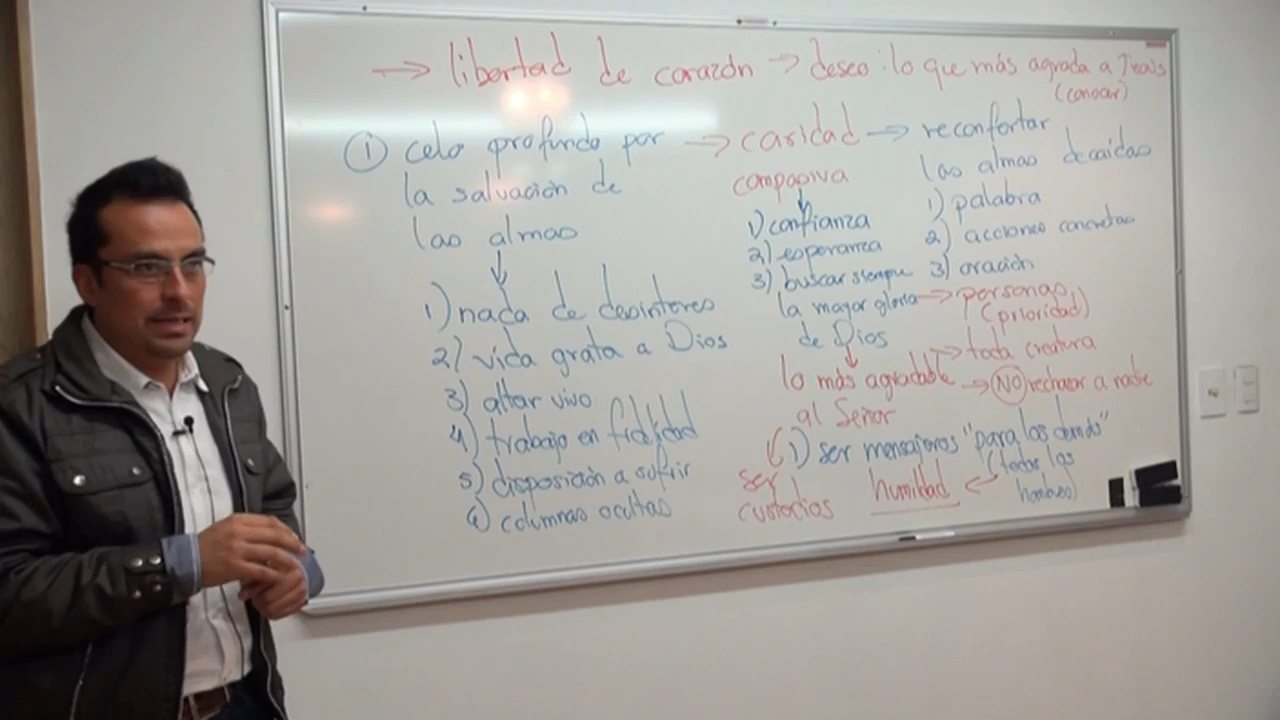 → libertad de corazón → deseo: lo que más agrada a Jesús
(conocer)
① celo profundo por
la salvación de
las almas
1) nada de desinterés
2) vida grata a Dios
3) altar vivo
4) trabajo en fidelidad
5) disposición a sufrir
6) columnas ocultas
→ caridad → reconfortar
compasiva
las almas decaídas
1) palabra
2) acciones concretas
3) oración
1) confianza
2) esperanza
3) buscar siempre
la mayor gloria → personas
(prioridad)
de Dios
→ toda creatura
lo más agradable → NO rechazar a nadie
al Señor
1) ser mensajeros "para los demás"
(todos los
hombres)
ser
custodios
humildad ←